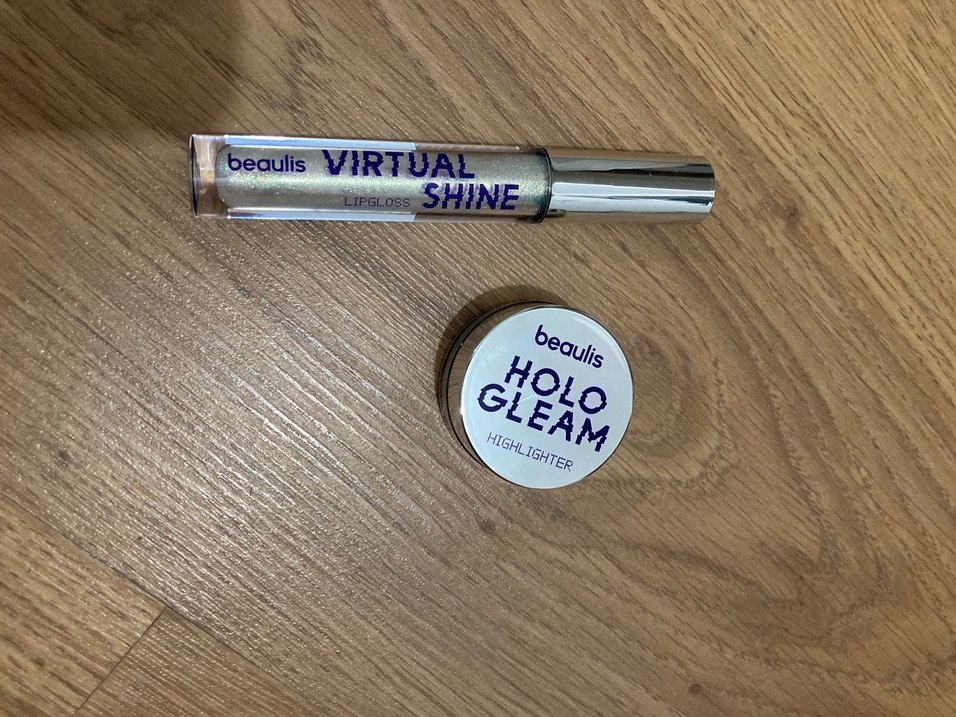 beaulis VIRTUAL
LIPGLOSS SHINE
beaulis
HOLO
GLEAM
HIGHLIGHTER